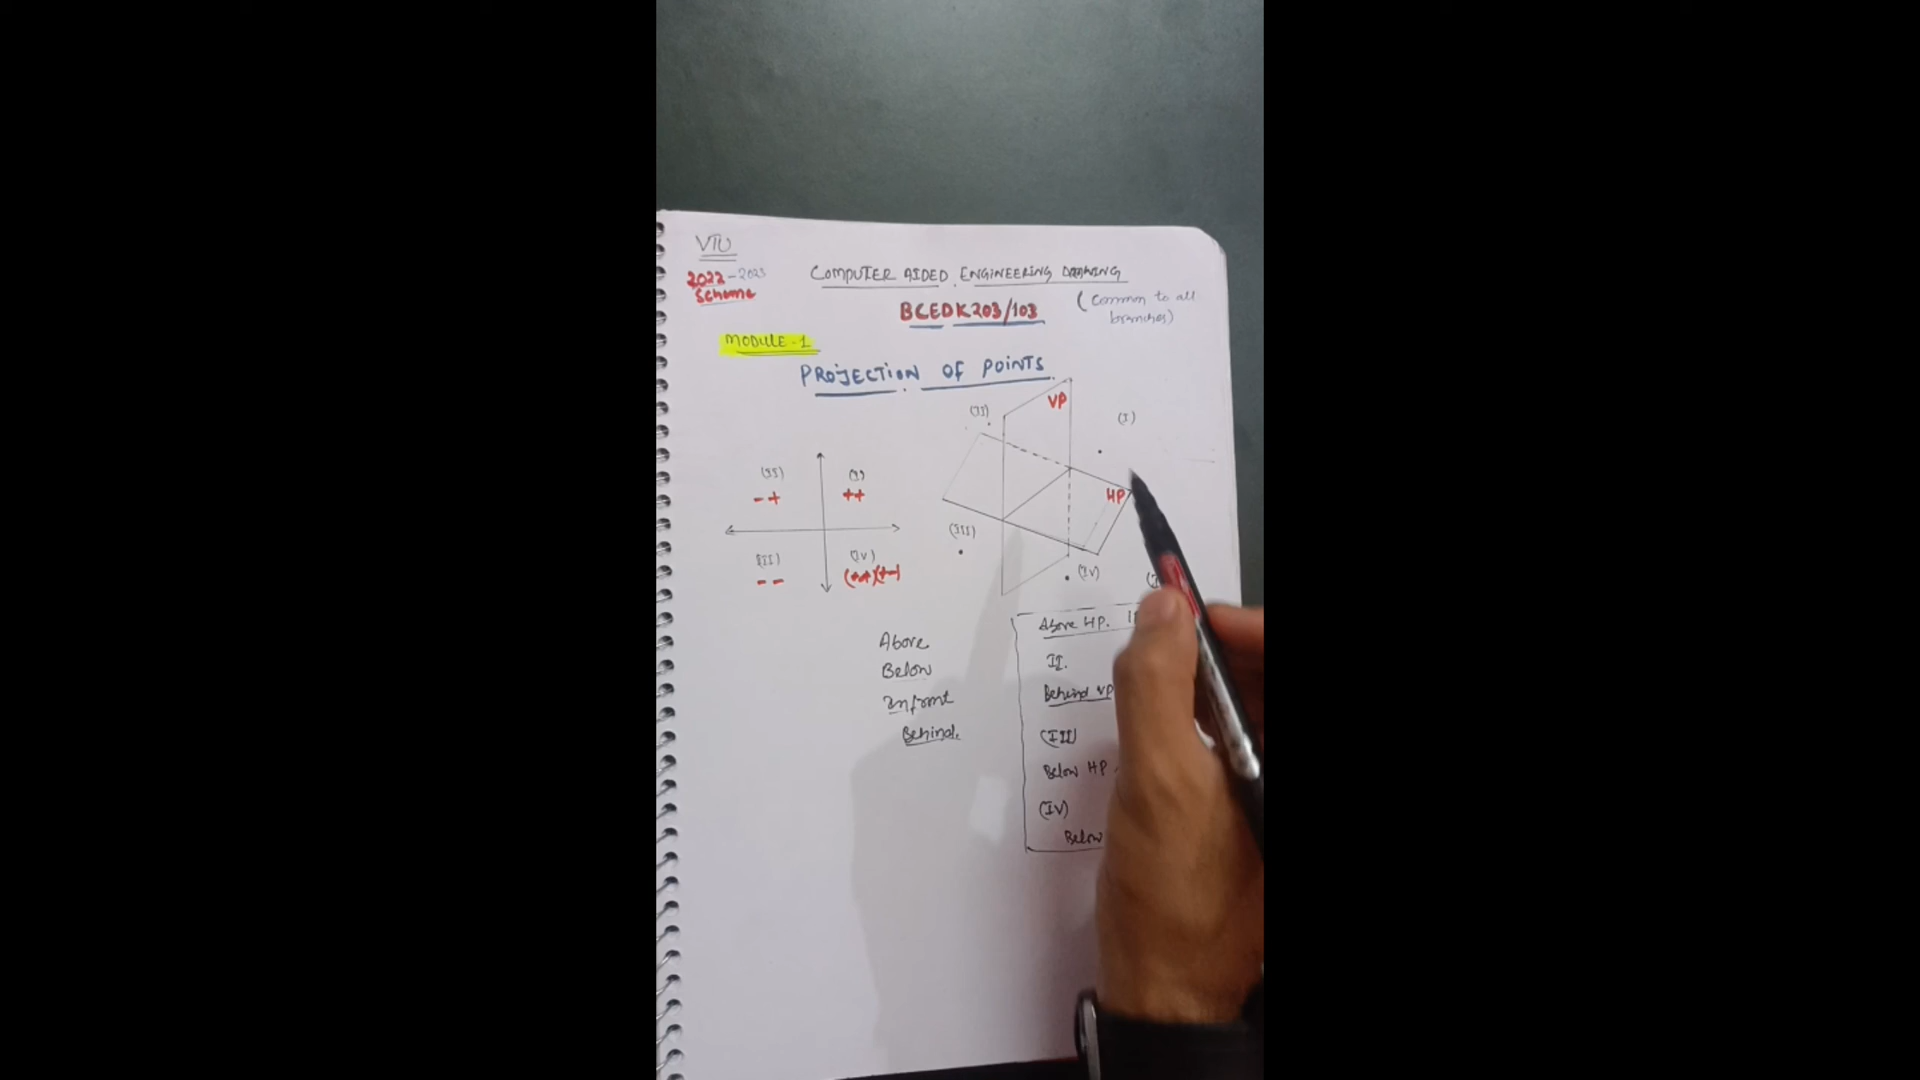 VTU
2022-2023
Scheme
COMPUTER AIDED ENGINEERING DRAWING
BCEDK203/103
(Common to all
branches)
MODULE-1
PROJECTION OF POINTS
VP
(II)
(I)
HP
(III)
(IV)
(II)
-+
(I)
++
(III)
--
(IV)
(++)(+-)
Above
Below
Infront
Behind.
Above HP.
II.
Behind VP
(III)
Below HP
(IV)
Below